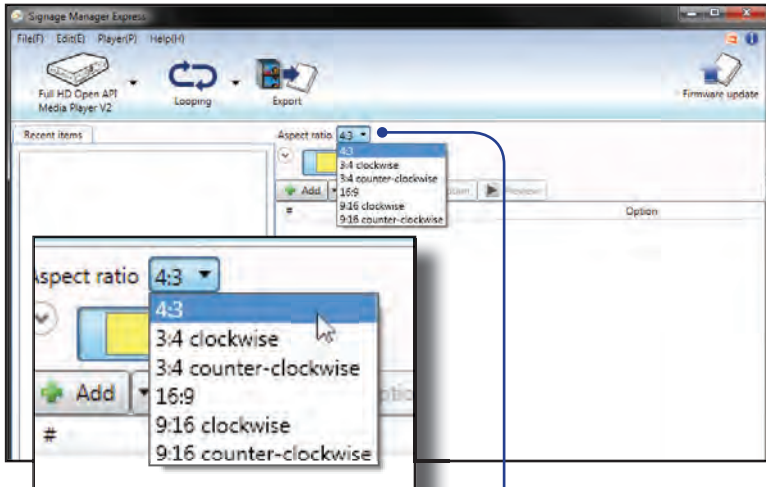 Signage Manager Express
File(F) Edit(E) Player(P) Help(H)
Full HD Open API
Media Player V2
Looping
Export
Firmware update
Recent items
Aspect ratio 4:3
4:3
3:4 clockwise
3:4 counter-clockwise
16:9
9:16 clockwise
9:16 counter-clockwise
Add
Preview
#
Option
Aspect ratio 4:3
4:3
3:4 clockwise
3:4 counter-clockwise
16:9
9:16 clockwise
9:16 counter-clockwise
Add
#